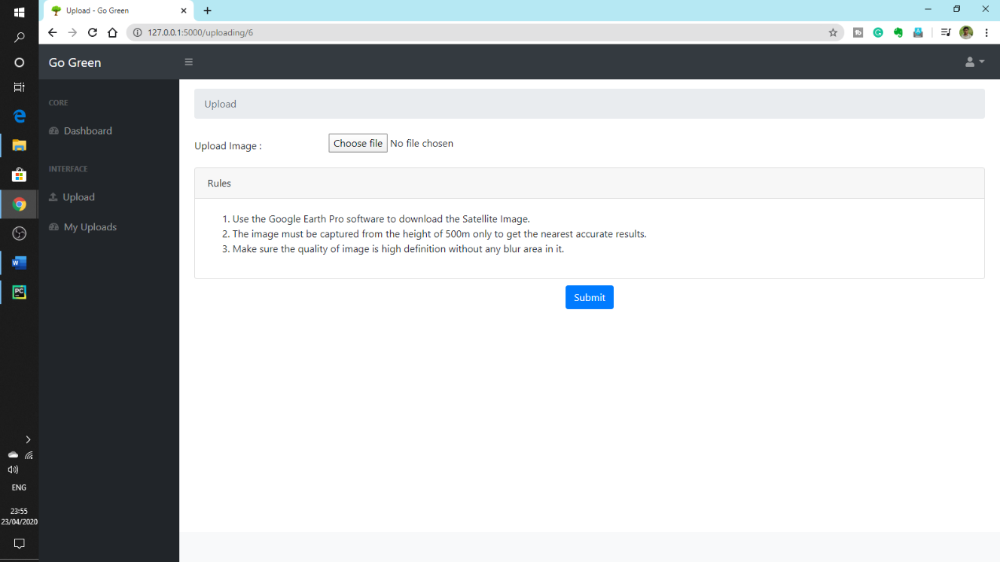 Upload - Go Green
127.0.0.1:5000/uploading/6
Go Green
CORE
Dashboard
INTERFACE
Upload
My Uploads
Upload
Upload Image :
Choose file No file chosen
Rules
1. Use the Google Earth Pro software to download the Satellite Image.
2. The image must be captured from the height of 500m only to get the nearest accurate results.
3. Make sure the quality of image is high definition without any blur area in it.
Submit
ENG
23:55
23/04/2020